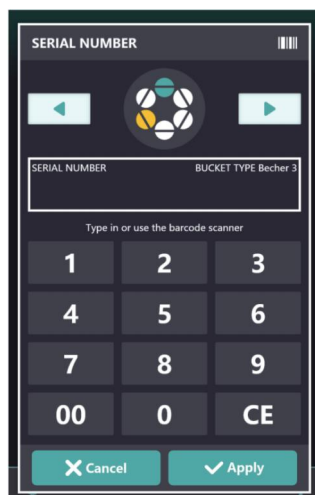 SERIAL NUMBER
SERIAL NUMBER BUCKET TYPE Becher 3
Type in or use the barcode scanner
1 2 3
4 5 6
7 8 9
00 0 CE
Cancel Apply